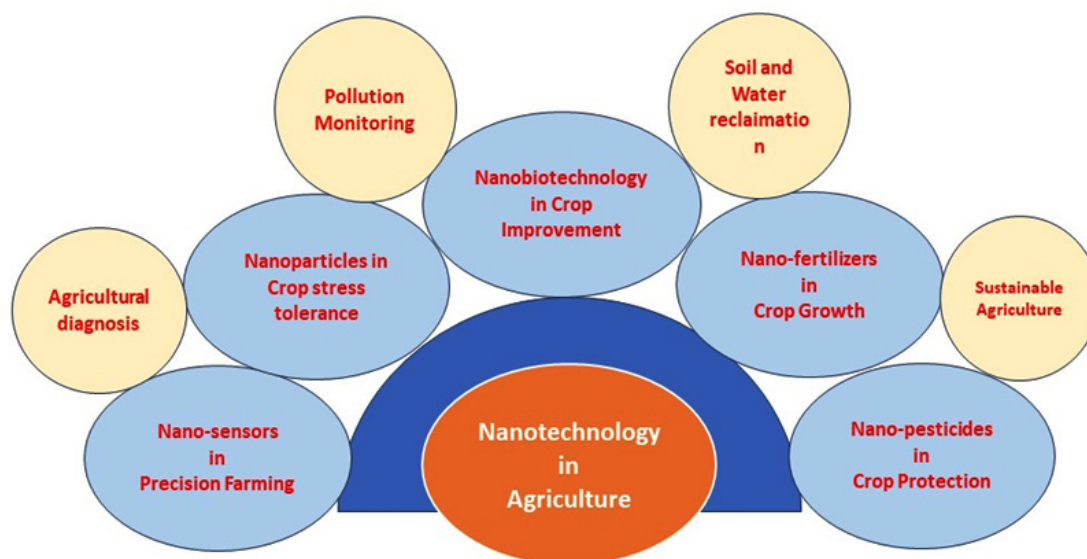 Pollution
Monitoring
Soil and
Water
reclaimatio
n
Nanobiotechnology
in Crop
Improvement
Agricultural
diagnosis
Nanoparticles in
Crop stress
tolerance
Nano-fertilizers
in
Crop Growth
Sustainable
Agriculture
Nano-sensors
in
Precision Farming
Nanotechnology
in
Agriculture
Nano-pesticides
in
Crop Protection